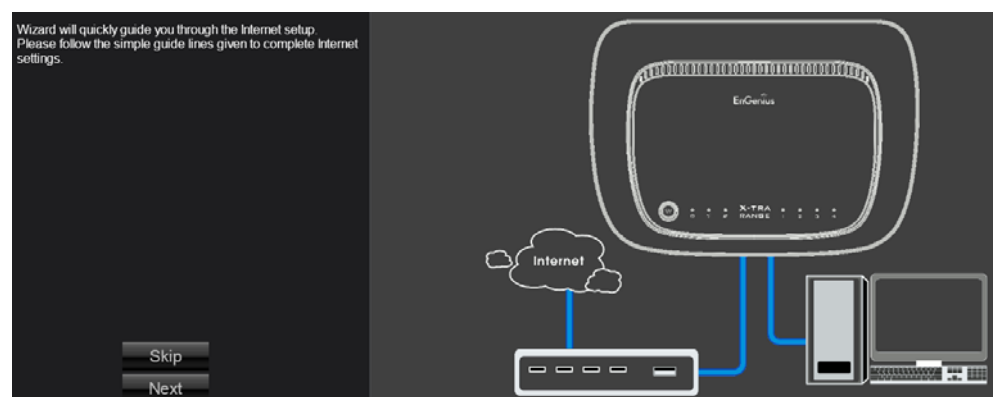 Wizard will quickly guide you through the Internet setup.
Please follow the simple guide lines given to complete Internet
settings.
Skip
Next
EnGenius
X-TRA
RANGE
Internet